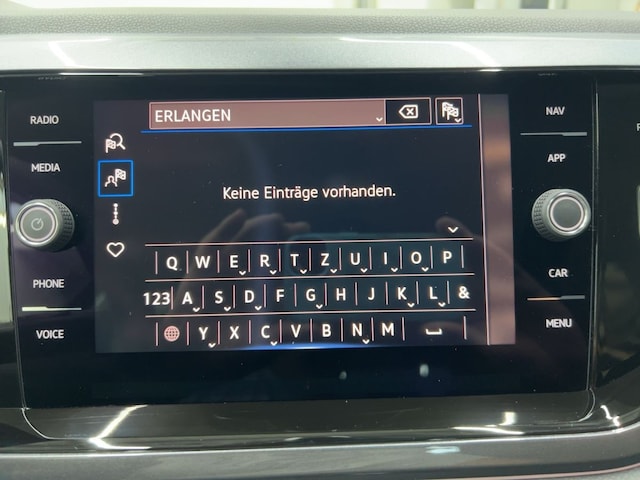 RADIO
MEDIA
PHONE
VOICE
ERLANGEN
Keine Einträge vorhanden.
Q W E R T Z U I O P
123 A S D F G H J K L &
Y X C V B N M
NAV
APP
CAR
MENU